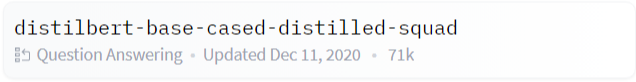 distilbert-base-cased-distilled-squad
Question Answering • Updated Dec 11, 2020 • 71k